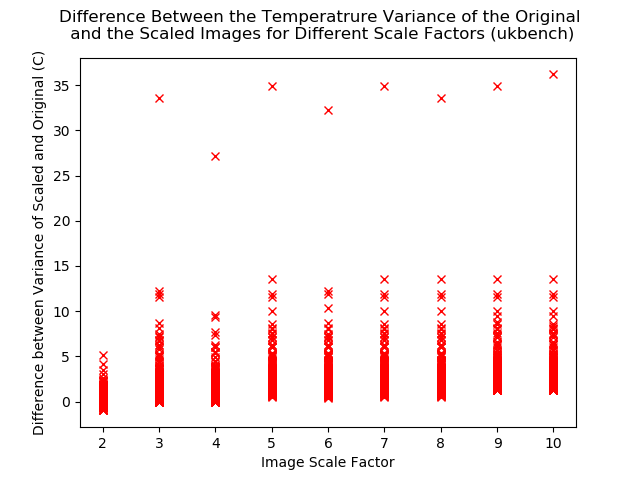 Difference Between the Temperatrure Variance of the Original
and the Scaled Images for Different Scale Factors (ukbench)
Difference between Variance of Scaled and Original (C)
35
30
25
20
15
10
5
0
2 3 4 5 6 7 8 9 10
Image Scale Factor